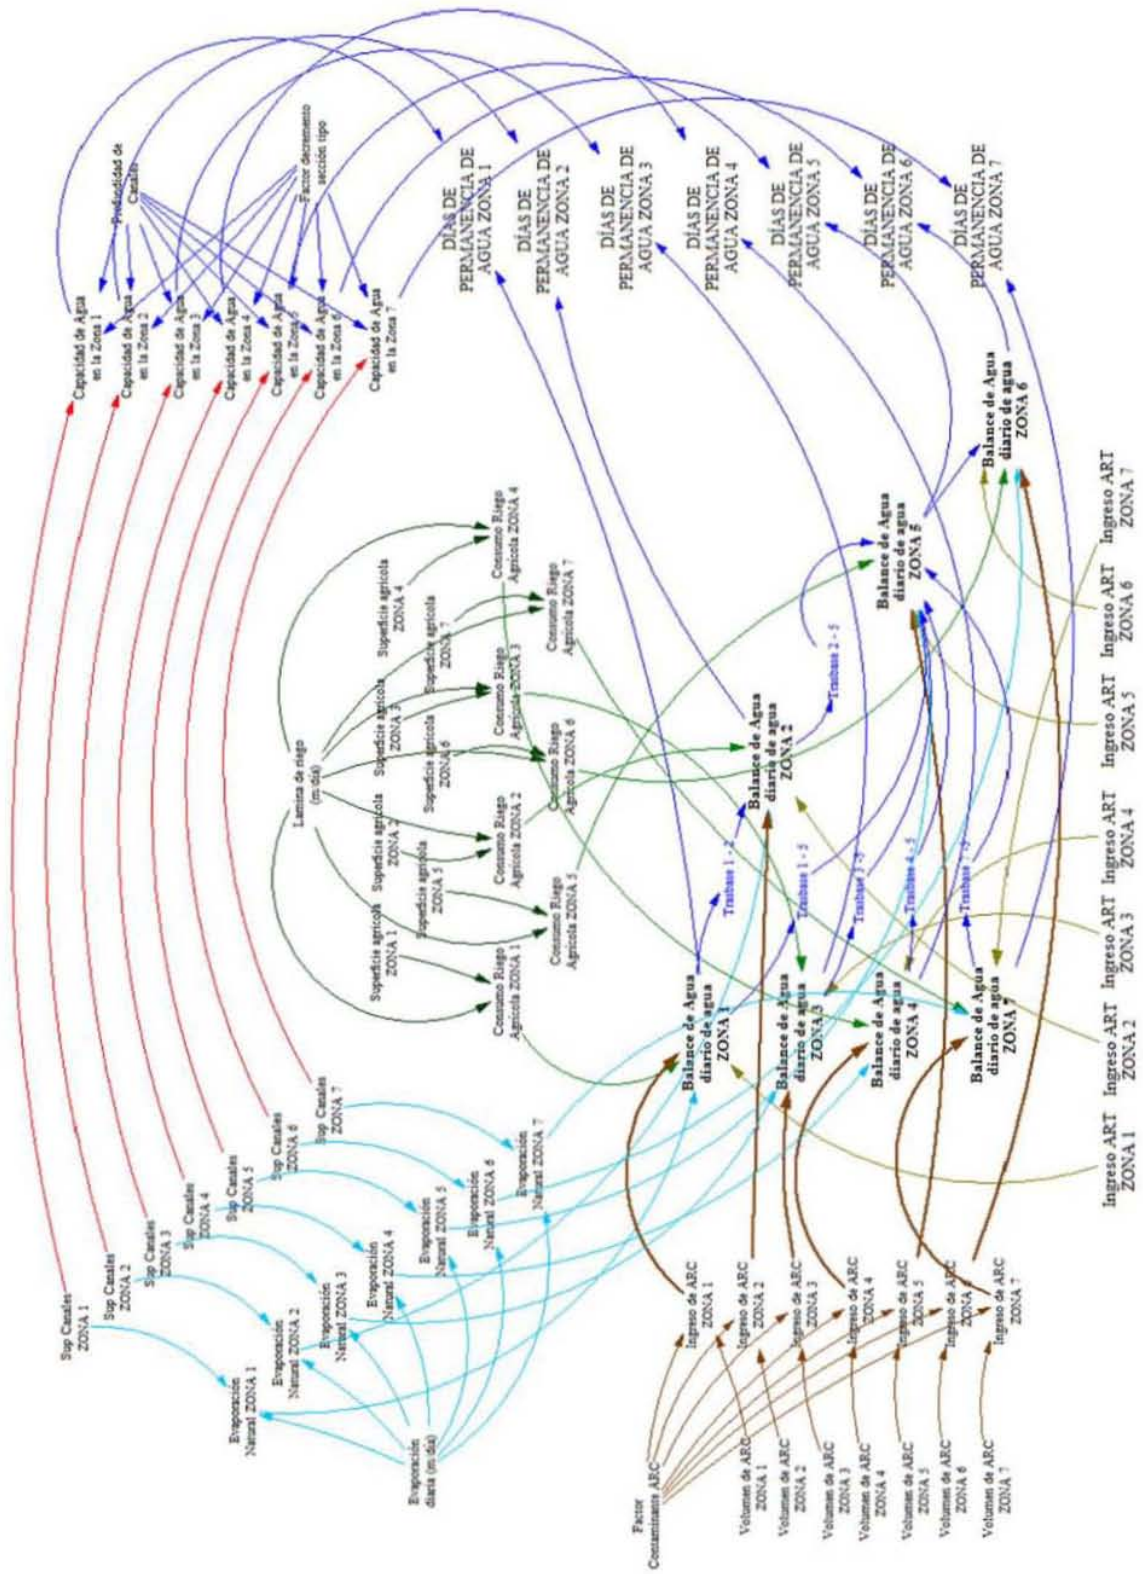 Profundidad de
Canales
Factor decremento
sección tipo
Capacidad de Agua
en la Zona 1
Capacidad de Agua
en la Zona 2
Capacidad de Agua
en la Zona 3
Capacidad de Agua
en la Zona 4
Capacidad de Agua
en la Zona 5
Capacidad de Agua
en la Zona 6
Capacidad de Agua
en la Zona 7
DÍAS DE
PERMANENCIA DE
AGUA ZONA 1
DÍAS DE
PERMANENCIA DE
AGUA ZONA 2
DÍAS DE
PERMANENCIA DE
AGUA ZONA 3
DÍAS DE
PERMANENCIA DE
AGUA ZONA 4
DÍAS DE
PERMANENCIA DE
AGUA ZONA 5
DÍAS DE
PERMANENCIA DE
AGUA ZONA 6
DÍAS DE
PERMANENCIA DE
AGUA ZONA 7
Lamina de riego
(m/día)
Superficie agrícola
ZONA 1
Superficie agrícola
ZONA 5
Superficie agrícola
ZONA 2
Superficie agrícola
ZONA 6
Superficie agrícola
ZONA 3
Superficie agrícola
ZONA 7
Superficie agrícola
ZONA 4
Consumo Riego
Agrícola ZONA 1
Consumo Riego
Agrícola ZONA 5
Consumo Riego
Agrícola ZONA 2
Consumo Riego
Agrícola ZONA 6
Consumo Riego
Agrícola ZONA 3
Consumo Riego
Agrícola ZONA 7
Consumo Riego
Agrícola ZONA 4
Sup Canales
ZONA 1
Sup Canales
ZONA 2
Sup Canales
ZONA 3
Sup Canales
ZONA 4
Sup Canales
ZONA 5
Sup Canales
ZONA 6
Sup Canales
ZONA 7
Evaporación
Natural ZONA 1
Evaporación
Natural ZONA 2
Evaporación
Natural ZONA 3
Evaporación
Natural ZONA 4
Evaporación
Natural ZONA 5
Evaporación
Natural ZONA 6
Evaporación
Natural ZONA 7
Evaporación
diaria (m/día)
Balance de Agua
diario de agua
ZONA 1
Balance de Agua
diario de agua
ZONA 2
Balance de Agua
diario de agua
ZONA 3
Balance de Agua
diario de agua
ZONA 4
Balance de Agua
diario de agua
ZONA 5
Balance de Agua
diario de agua
ZONA 6
Balance de Agua
diario de agua
ZONA 7
Trasbase 1 - 2
Trasbase 1 - 5
Trasbase 2 - 5
Trasbase 3 - 5
Trasbase 4 - 5
Trasbase 7 - 5
Factor
Contaminante ARC
Volumen de ARC
ZONA 1
Volumen de ARC
ZONA 2
Volumen de ARC
ZONA 3
Volumen de ARC
ZONA 4
Volumen de ARC
ZONA 5
Volumen de ARC
ZONA 6
Volumen de ARC
ZONA 7
Ingreso de ARC
ZONA 1
Ingreso de ARC
ZONA 2
Ingreso de ARC
ZONA 3
Ingreso de ARC
ZONA 4
Ingreso de ARC
ZONA 5
Ingreso de ARC
ZONA
Ingreso de ARC
ZONA 7
Ingreso ART
ZONA 1
Ingreso ART
ZONA 2
Ingreso ART
ZONA 3
Ingreso ART
ZONA 4
Ingreso ART
ZONA 5
Ingreso ART
ZONA 6
Ingreso ART
ZONA 7